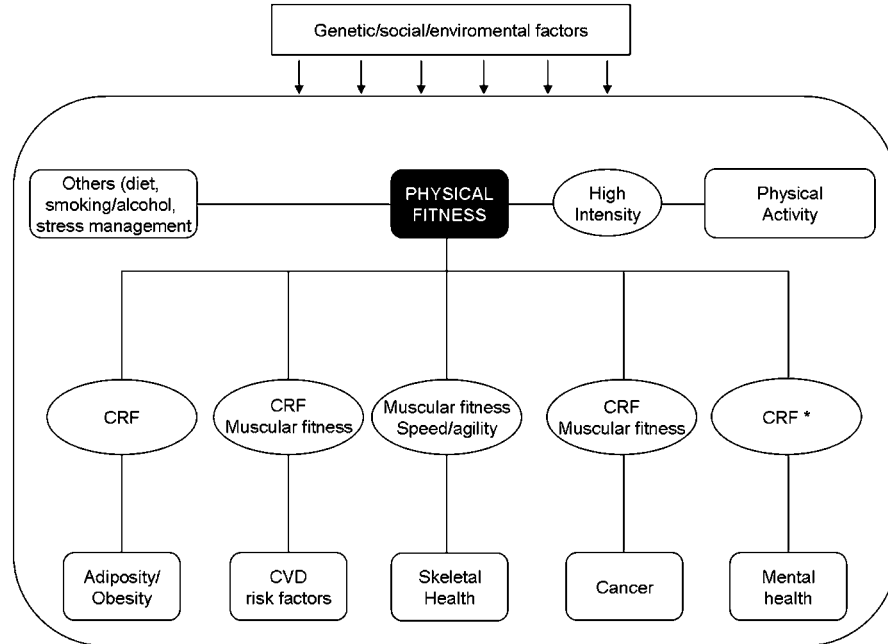 Genetic/social/enviromental factors
Others (diet,
smoking/alcohol,
stress management
PHYSICAL
FITNESS
High
Intensity
Physical
Activity
CRF
CRF
Muscular fitness
Muscular fitness
Speed/agility
CRF
Muscular fitness
CRF *
Adiposity/
Obesity
CVD
risk factors
Skeletal
Health
Cancer
Mental
health